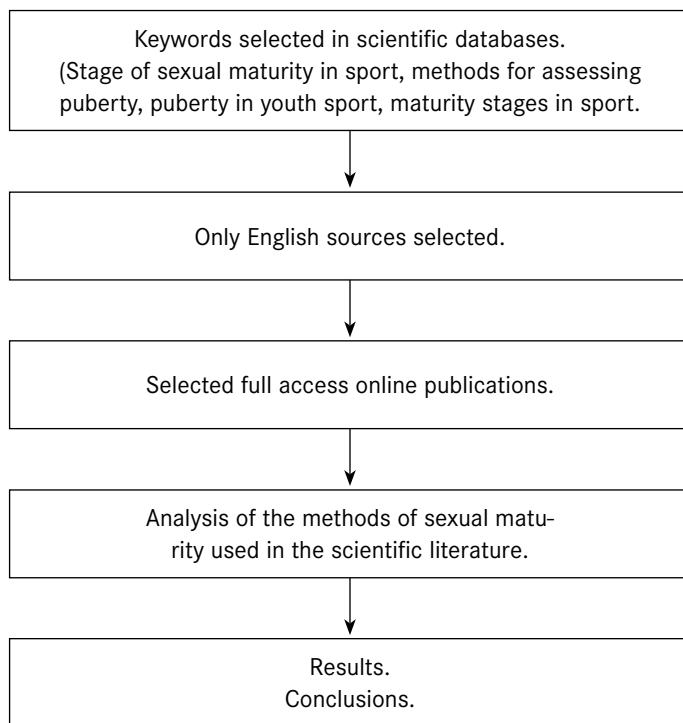 Keywords selected in scientific databases.
(Stage of sexual maturity in sport, methods for assessing
puberty, puberty in youth sport, maturity stages in sport.
Only English sources selected.
Selected full access online publications.
Analysis of the methods of sexual matu-
rity used in the scientific literature.
Results.
Conclusions.